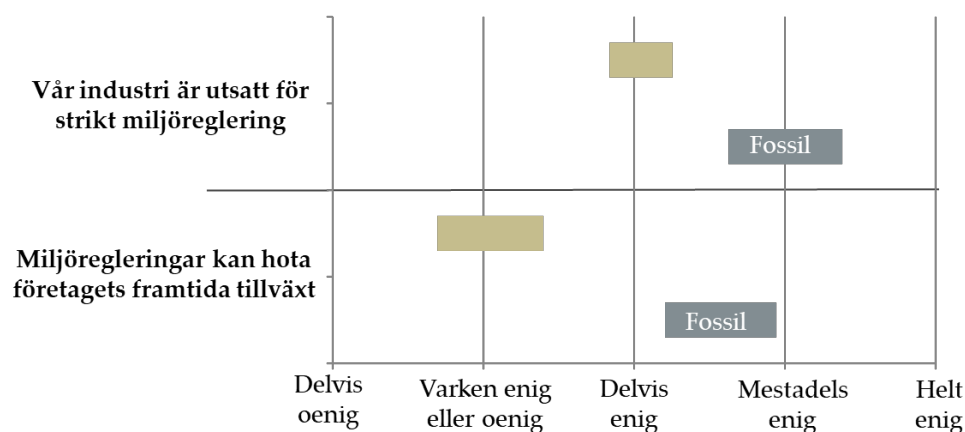 Vår industri är utsatt för
strikt miljöreglering
Fossil
Miljöregleringar kan hota
företagets framtida tillväxt
Fossil
Delvis
oenig
Varken enig
eller oenig
Delvis
enig
Mestadels
enig
Helt
enig